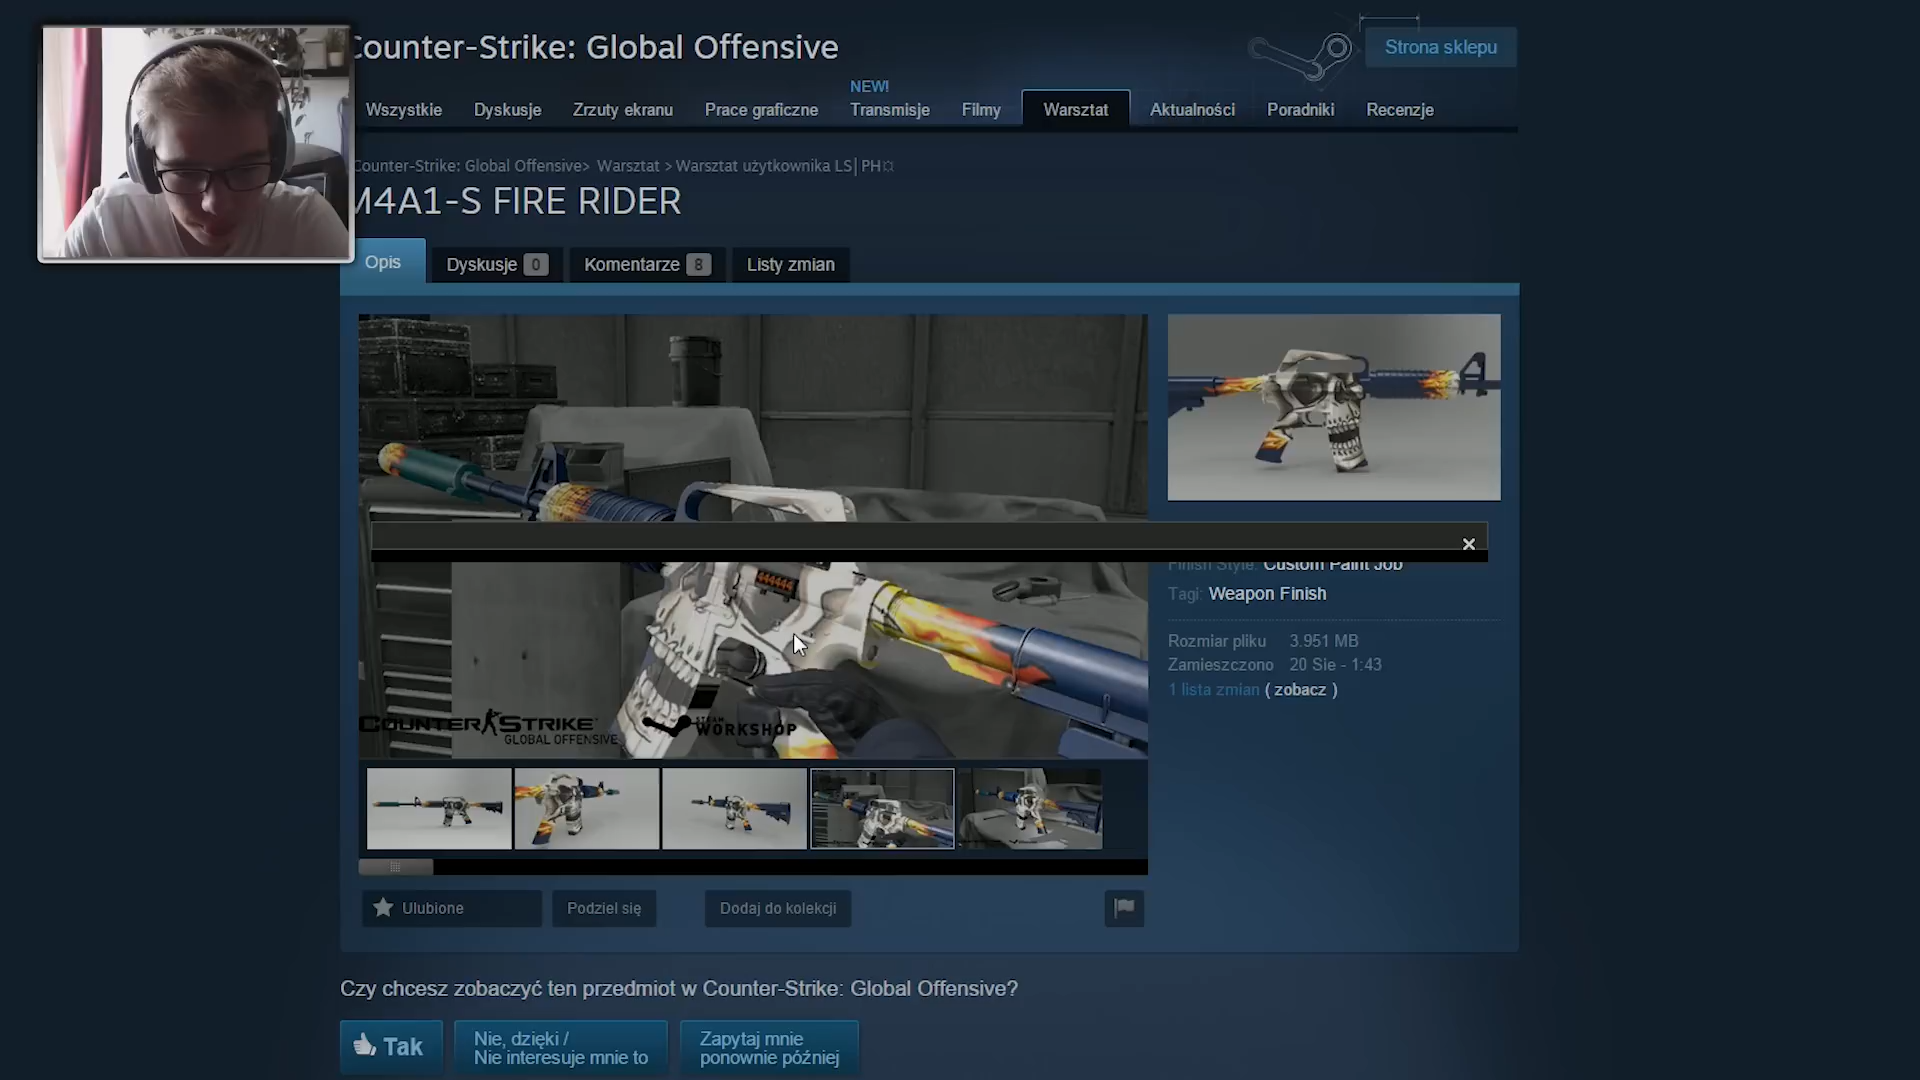 Counter-Strike: Global Offensive
Strona sklepu
NEW!
Wszystkie Dyskusje Zrzuty ekranu Prace graficzne Transmisje Filmy Warsztat Aktualności Poradniki Recenzje
Counter-Strike: Global Offensive> Warsztat > Warsztat użytkownika LS|PH¤
M4A1-S FIRE RIDER
Opis Dyskusje 0 Komentarze 8 Listy zmian
Finish Style: Custom Paint Job
Tagi: Weapon Finish
Rozmiar pliku 3.951 MB
Zamieszczono 20 Sie - 1:43
1 lista zmian ( zobacz )
COUNTER STRIKE
GLOBAL OFFENSIVE
STEAM
WORKSHOP
Ulubione Podziel się Dodaj do kolekcji
Czy chcesz zobaczyć ten przedmiot w Counter-Strike: Global Offensive?
Tak
Nie, dzięki /
Nie interesuje mnie to
Zapytaj mnie
ponownie później